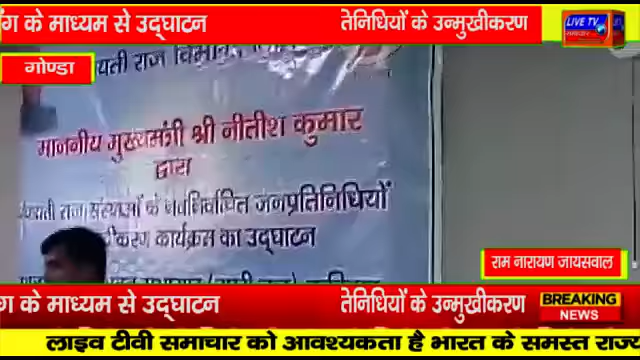 ंग के माध्यम से उद्घाटन तेनिधियों के उन्मुखीकरण
LIVE TV
गोण्डा
यती राज
माननीय मुख्यमंत्री श्री नीतीश कुमार
द्वारा
राज संस्थाओं के नवनिर्वाचित जनप्रतिनिधियों
कार्यक्रम का उद्घाटन
राम नारायण जायसवाल
ंग के माध्यम से उद्घाटन तेनिधियों के उन्मुखीकरण
BREAKING
NEWS
लाइव टीवी समाचार को आवश्यकता है भारत के समस्त राज्य